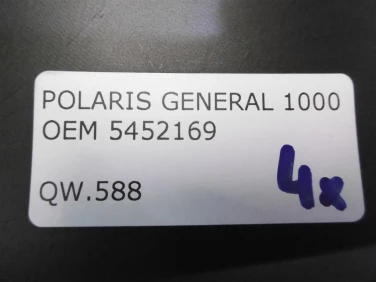 POLARIS GENERAL 1000
OEM 5452169
QW.588
4x